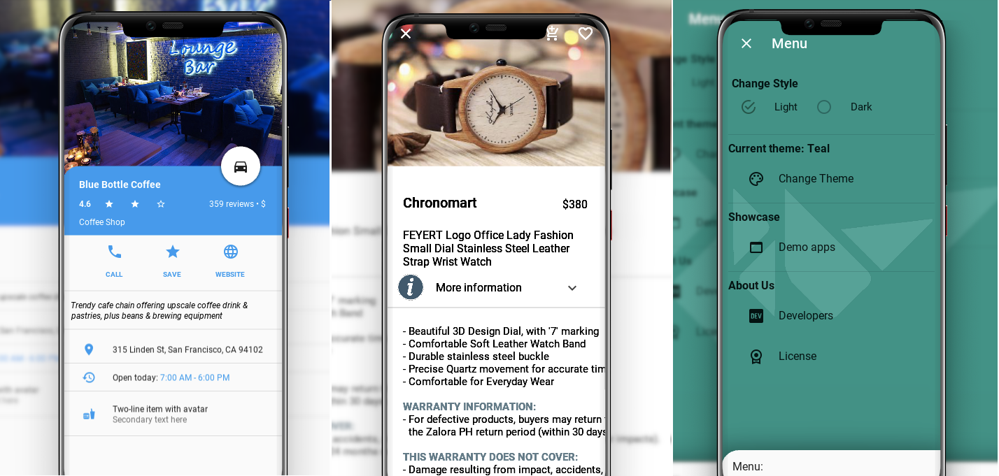 Lounge
Bar
Blue Bottle Coffee
4.6
359 reviews • $
Coffee Shop
CALL
SAVE
WEBSITE
Trendy cafe chain offering upscale coffee drink &
pastries, plus beans & brewing equipment
315 Linden St, San Francisco, CA 94102
Open today: 7:00 AM - 6:00 PM
Two-line item with avatar
Secondary text here
QUARTZ
Chronomart
$380
FEYERT Logo Office Lady Fashion
Small Dial Stainless Steel Leather
Strap Wrist Watch
i
More information
- Beautiful 3D Design Dial, with '7' marking
- Comfortable Soft Leather Watch Band
- Durable stainless steel buckle
- Precise Quartz movement for accurate tim
- Comfortable for Everyday Wear
WARRANTY INFORMATION:
- For defective products, buyers may return
the Zalora PH return period (within 30 days
THIS WARRANTY DOES NOT COVER:
- Damage resulting from impact, accidents,
Menu
Change Style
Light
Dark
Current theme: Teal
Change Theme
Showcase
Demo apps
About Us
DEV
Developers
License
Menu: